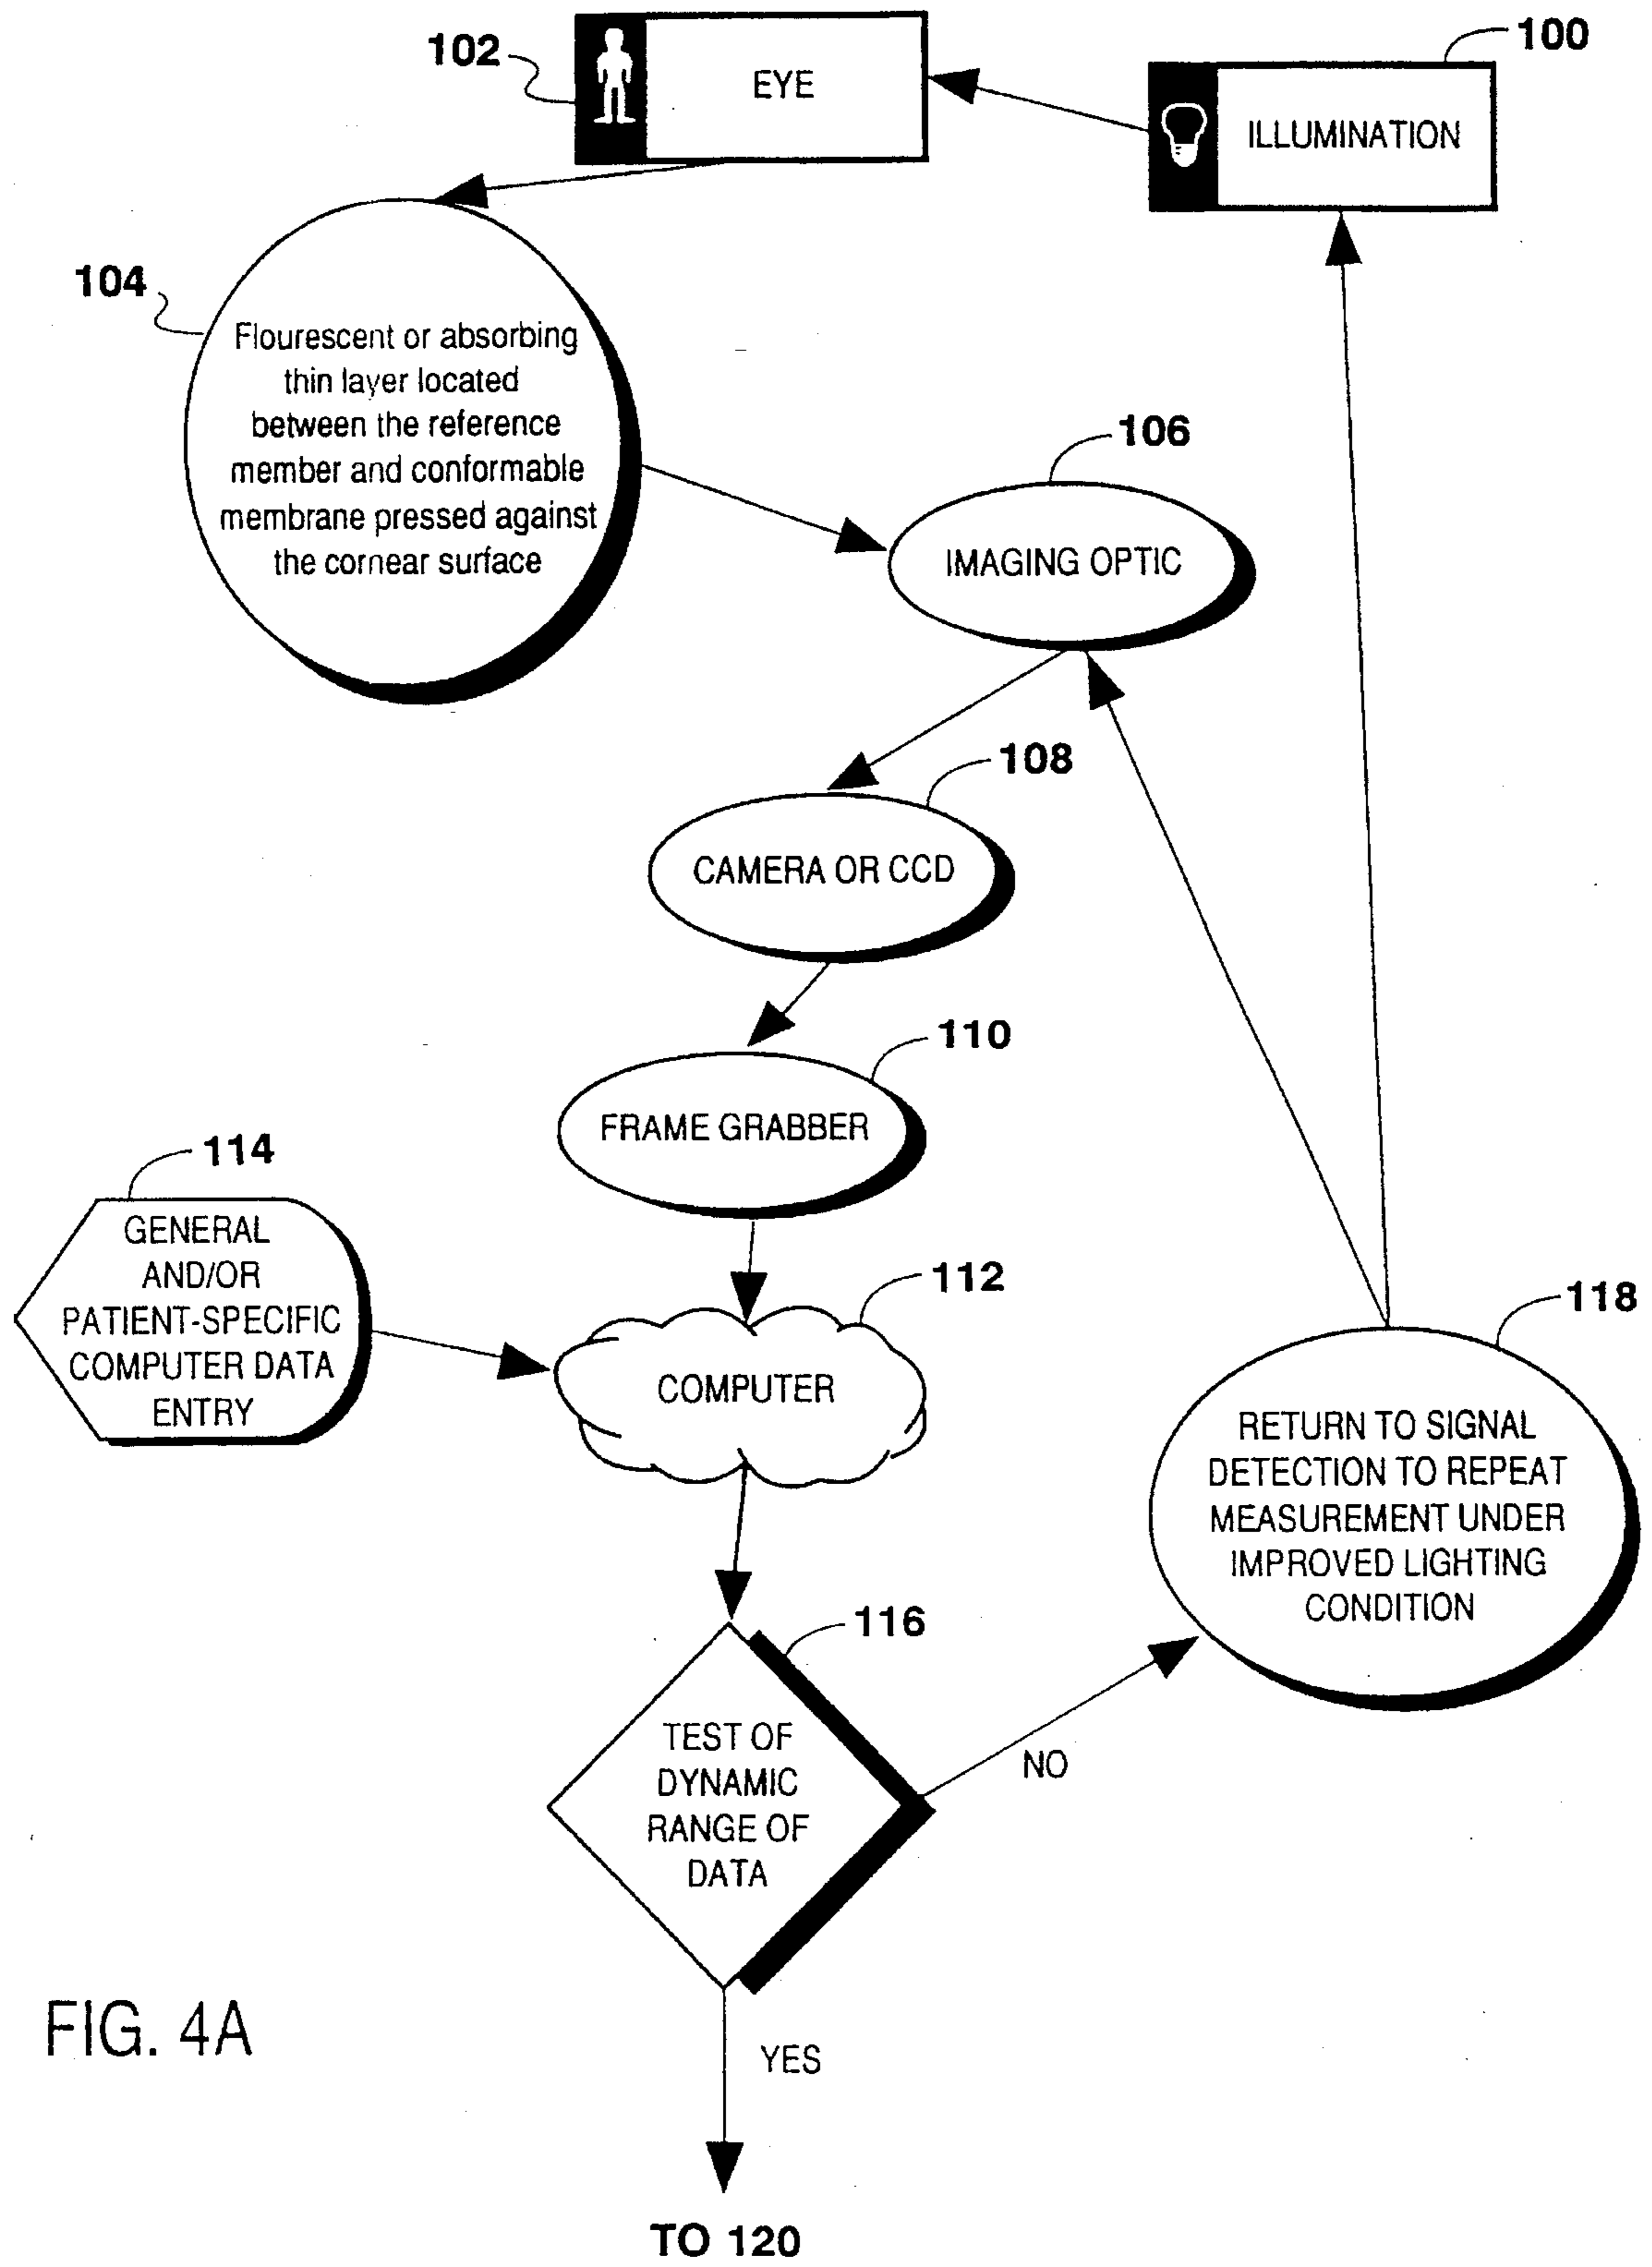 100
102
EYE
ILLUMINATION
104
Flourescent or absorbing
thin layer located
between the reference
member and conformable
membrane pressed against
the cornear surface
106
IMAGING OPTIC
108
CAMERA OR CCD
110
FRAME GRABBER
114
GENERAL
AND/OR
PATIENT-SPECIFIC
COMPUTER DATA
ENTRY
112
COMPUTER
118
RETURN TO SIGNAL
DETECTION TO REPEAT
MEASUREMENT UNDER
IMPROVED LIGHTING
CONDITION
116
TEST OF
DYNAMIC
RANGE OF
DATA
NO
YES
TO 120
FIG. 4A